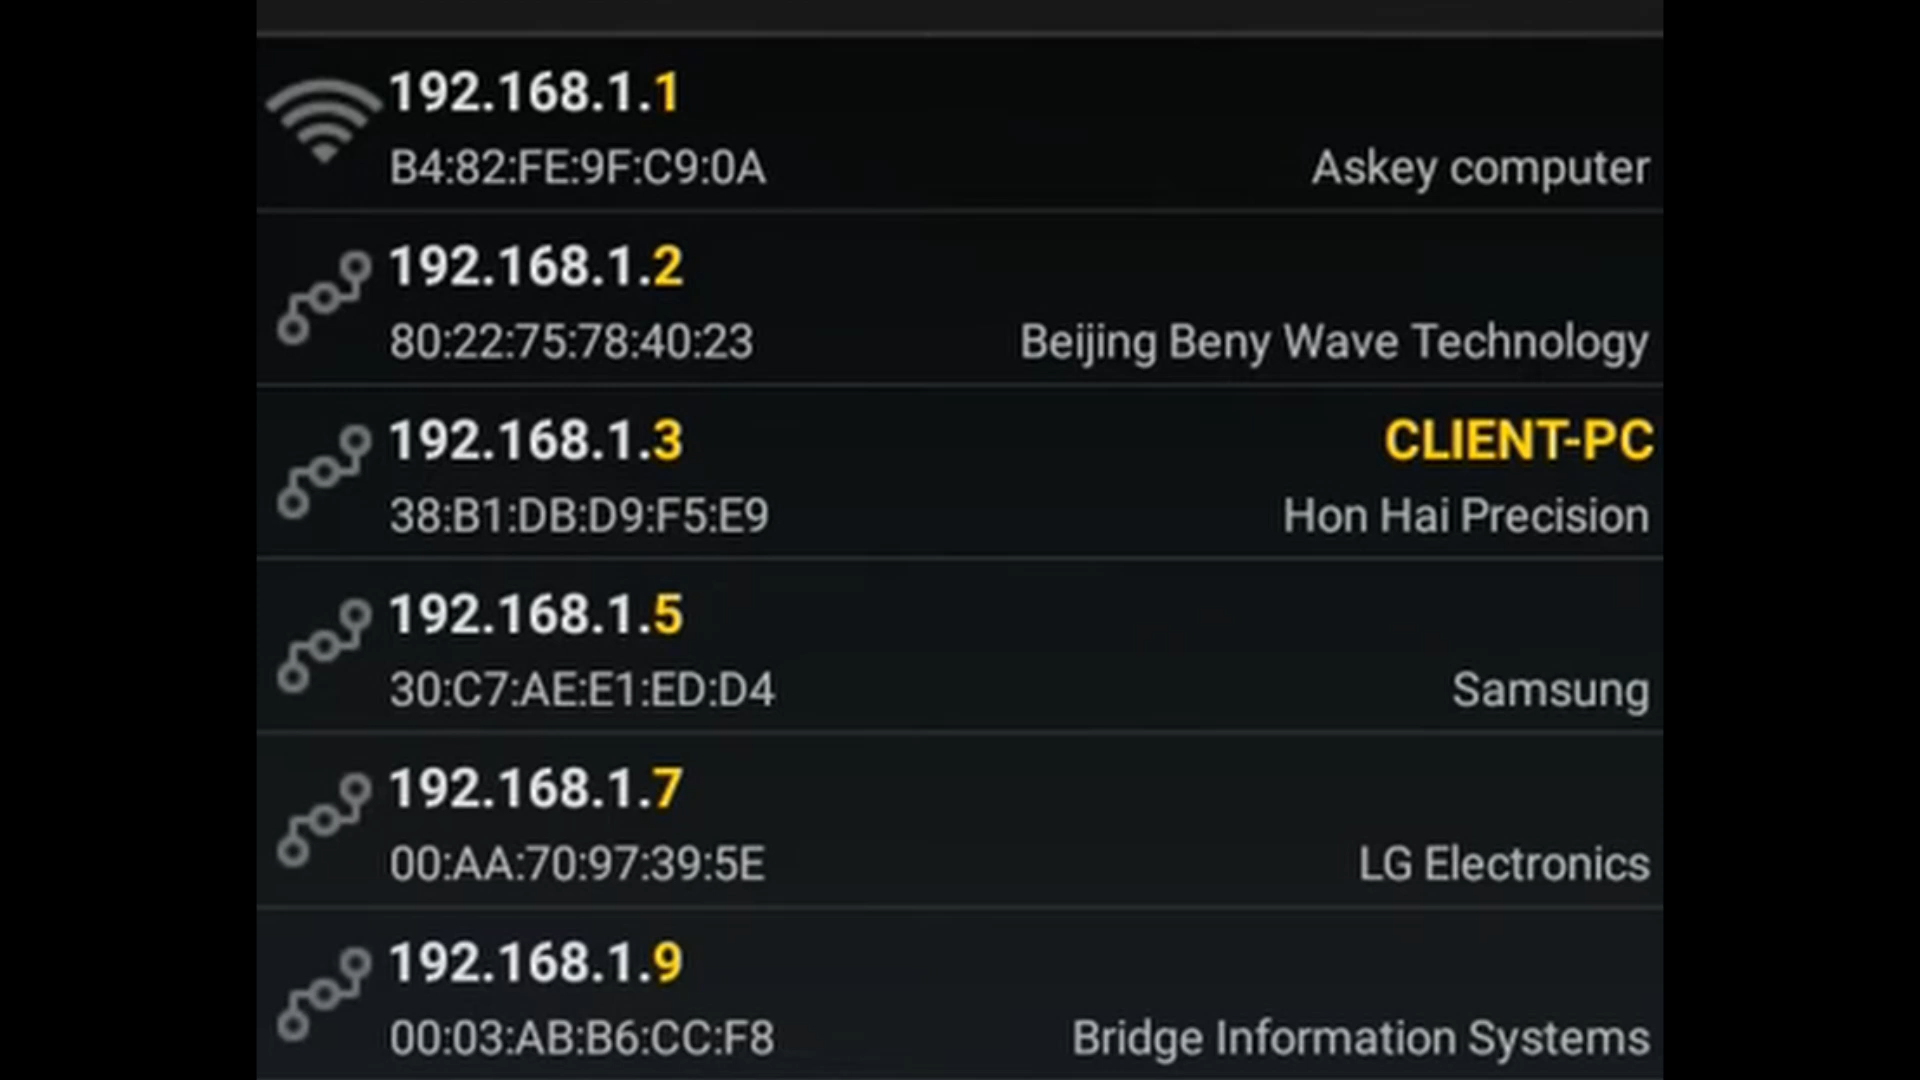 192.168.1.1
B4:82:FE:9F:C9:0A Askey computer
192.168.1.2
80:22:75:78:40:23 Beijing Beny Wave Technology
192.168.1.3 CLIENT-PC
38:B1:DB:D9:F5:E9 Hon Hai Precision
192.168.1.5
30:C7:AE:E1:ED:D4 Samsung
192.168.1.7
00:AA:70:97:39:5E LG Electronics
192.168.1.9
00:03:AB:B6:CC:F8 Bridge Information Systems